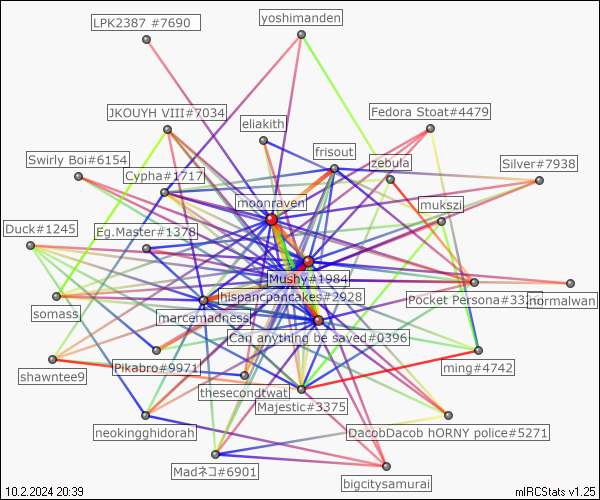 LPK2387 #7690
yoshimanden
JKOUYH VIII#7034
Fedora Stoat#4479
eliakith
frisout
Swirly Boi#6154
zebula
Silver#7938
Cypha#1717
moonraven
mukszi
Duck#1245
Eg.Master#1378
Mushy#1984
hispancpancakes#2928
Pocket Persona#332
normalwan
somass
marcemadness
Can anything be saved#0396
shawntee9
Pikabro#9971
ming#4742
thesecondtwat
Majestic#3375
neokingghidorah
DacobDacob hORNY police#5271
Madネコ#6901
bigcitysamurai
10.2.2024 20:39
mIRCStats v1.25